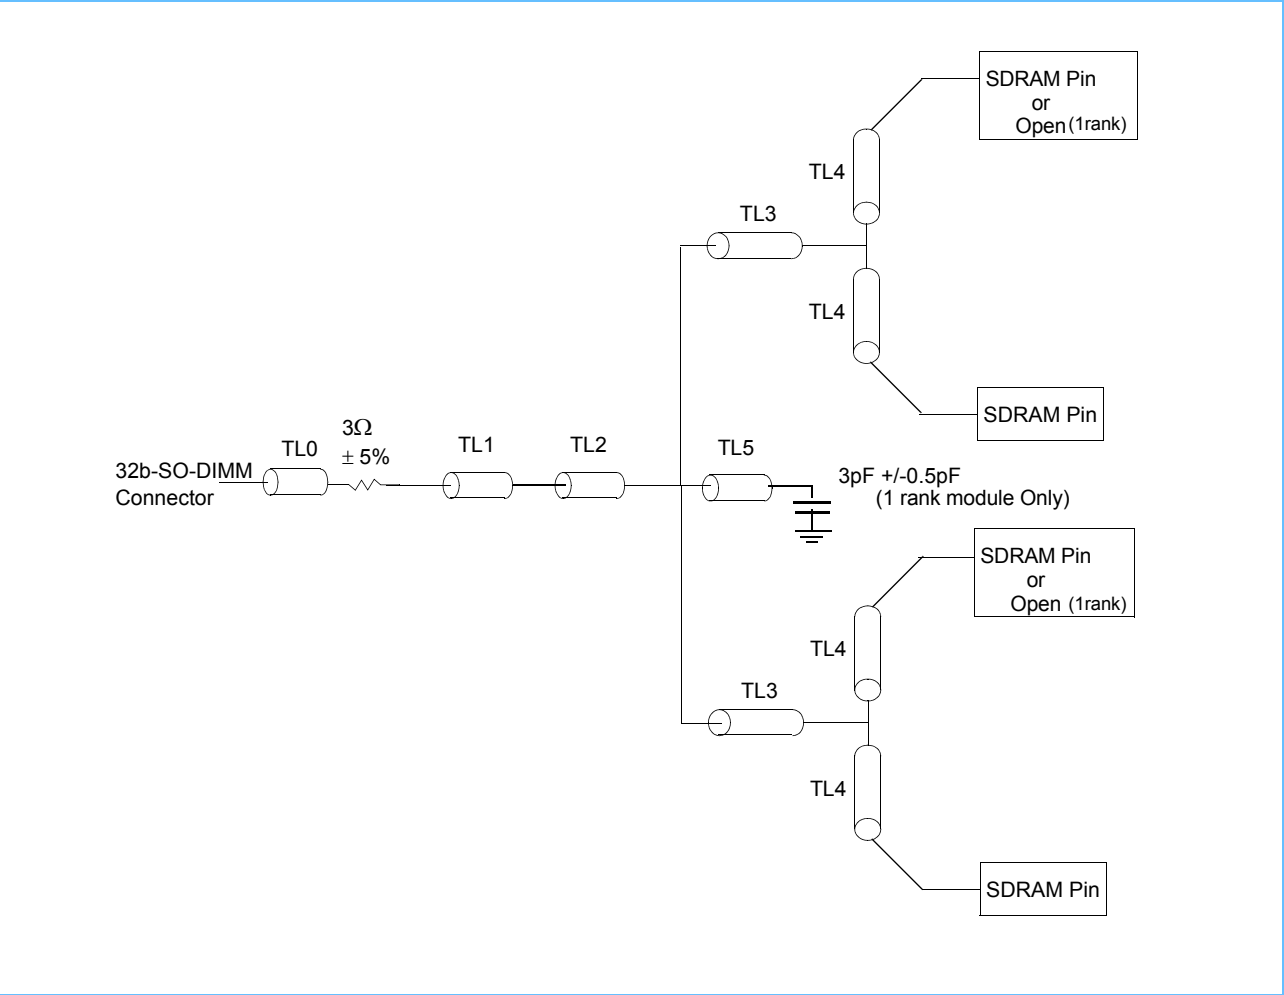 SDRAM Pin
or
Open (1rank)
TL4
TL3
TL4
SDRAM Pin
3Ω
± 5%
TL0
TL1
TL2
TL5
32b-SO-DIMM
Connector
3pF +/-0.5pF
(1 rank module Only)
SDRAM Pin
or
Open (1rank)
TL4
TL3
TL4
SDRAM Pin